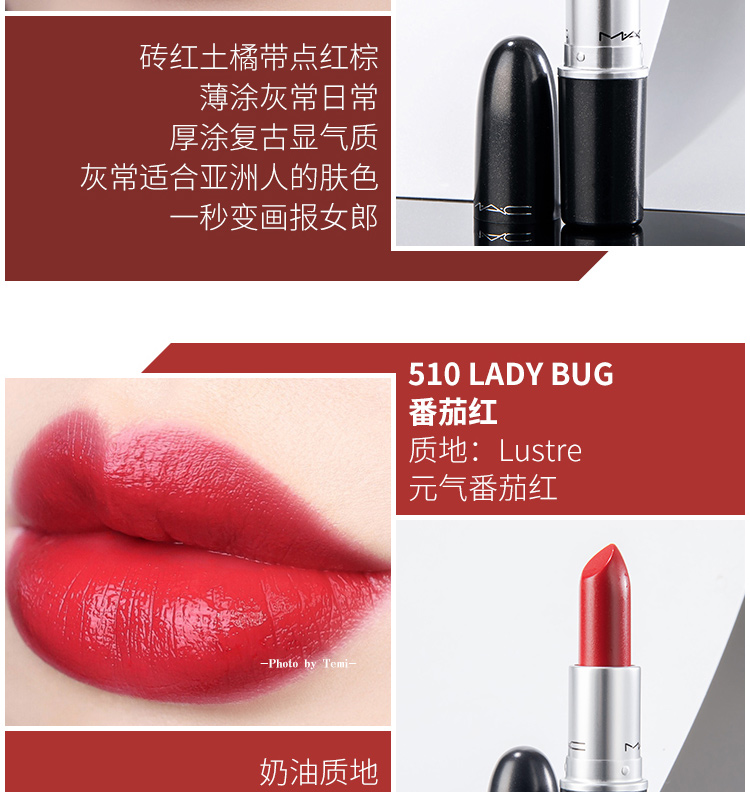 砖红土橘带点红棕
薄涂灰常日常
厚涂复古显气质
灰常适合亚洲人的肤色
一秒变画报女郎
MAC
MAC
510 LADY BUG
番茄红
质地：Lustre
元气番茄红
-Photo by Temi-
奶油质地